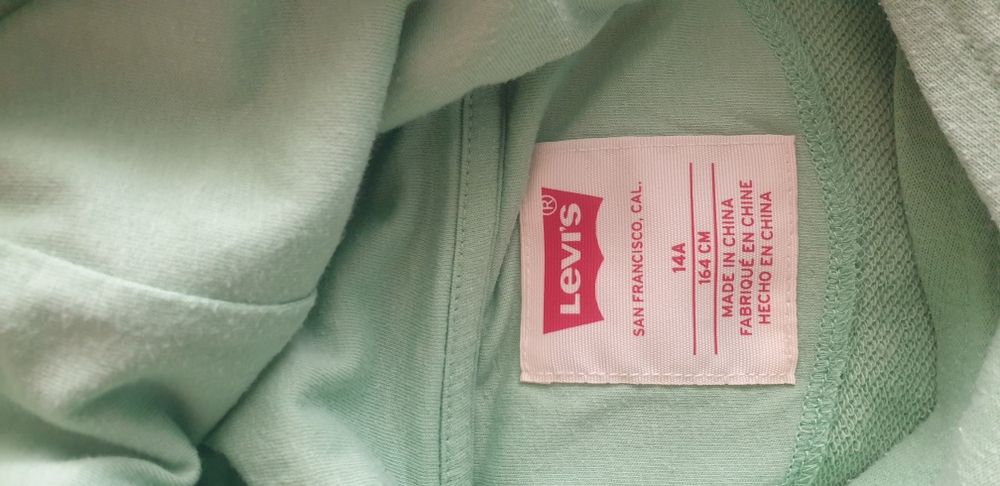 Levi's®
SAN FRANCISCO, CAL.
14A
164 CM
MADE IN CHINA
FABRIQUÉ EN CHINE
HECHO EN CHINA